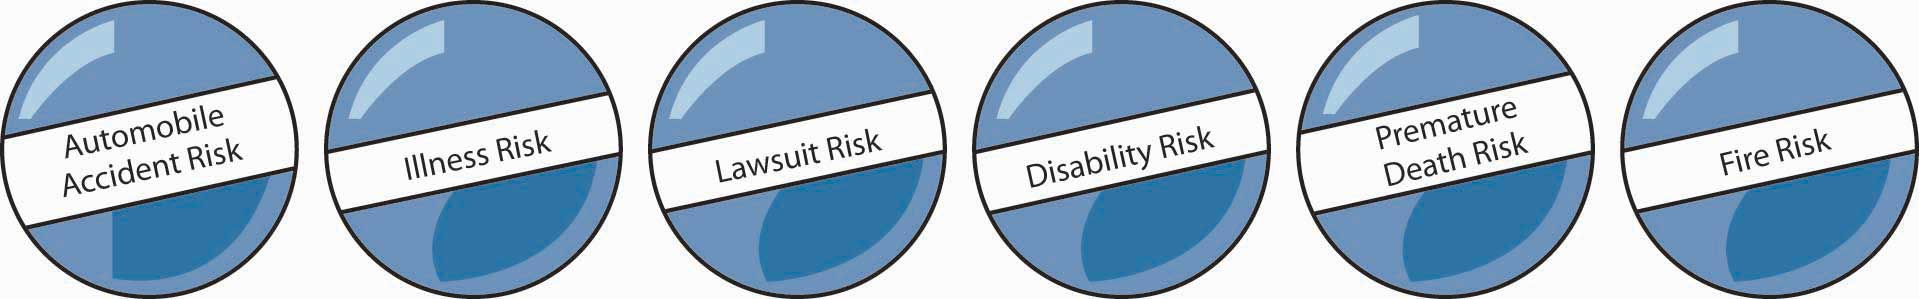 Automobile
Accident Risk
Illness Risk
Lawsuit Risk
Disability Risk
Premature
Death Risk
Fire Risk